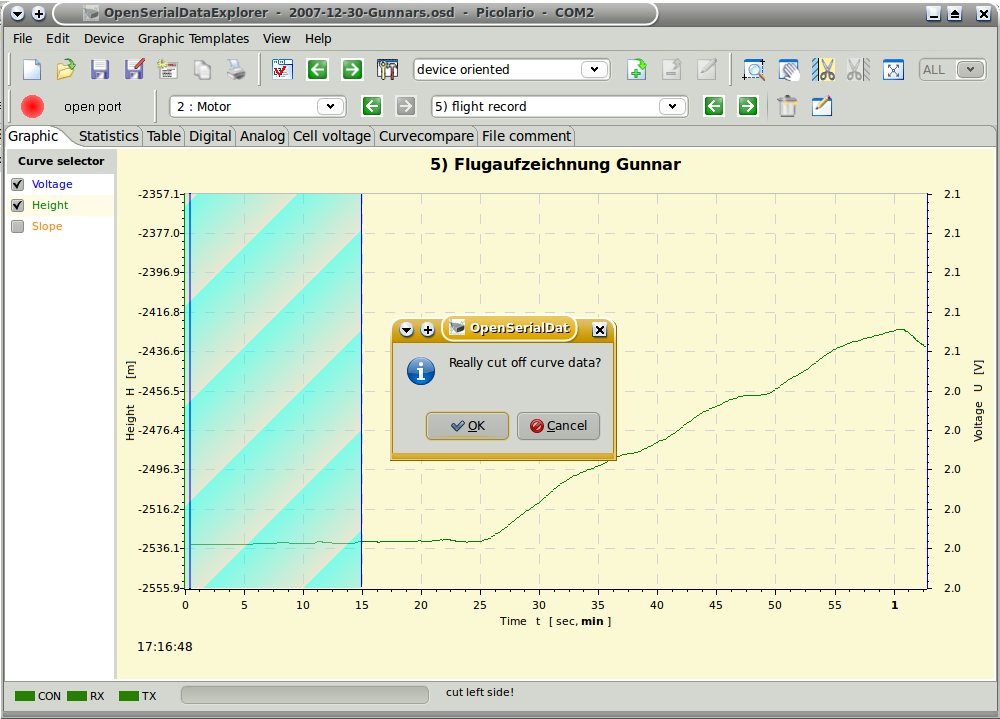 OpenSerialDataExplorer - 2007-12-30-Gunnars.osd - Picolario - COM2
File Edit Device Graphic Templates View Help
device oriented ALL
open port 2 : Motor 5) flight record
Graphic Statistics Table Digital Analog Cell voltage Curvecompare File comment
Curve selector
Voltage
Height
Slope
5) Flugaufzeichnung Gunnar
-2357.1
-2377.0
-2396.9
-2416.8
-2436.6
-2456.5
-2476.4
-2496.3
-2516.2
-2536.1
-2555.9
Height H [m]
2.1
2.1
2.1
2.1
2.1
2.0
2.0
2.0
2.0
2.0
2.0
Voltage U [V]
OpenSerialDat
Really cut off curve data?
OK Cancel
0 5 10 15 20 25 30 35 40 45 50 55 1
Time t [ sec, min ]
17:16:48
CON RX TX cut left side!